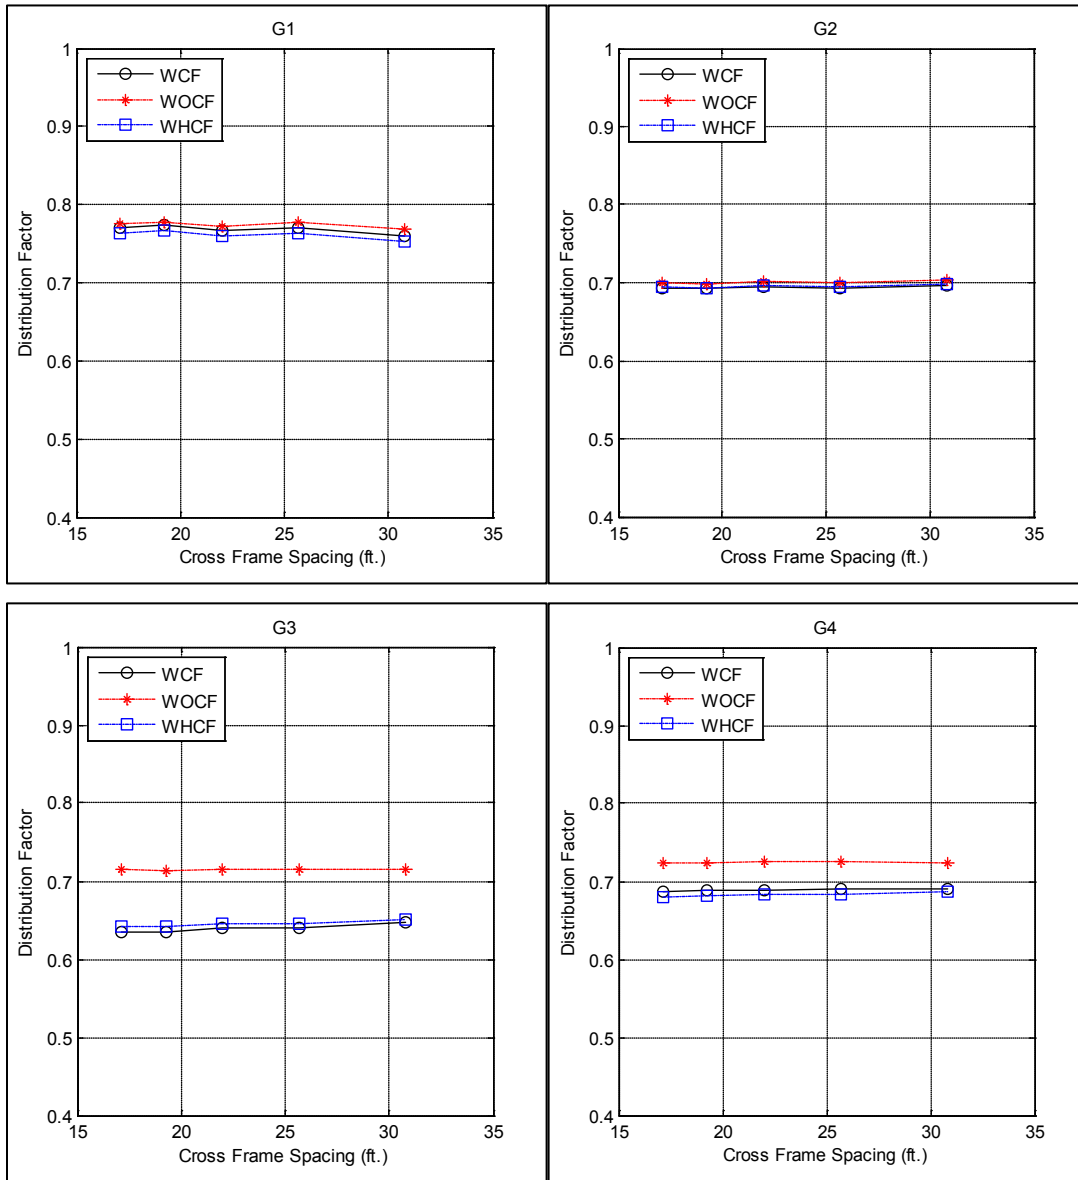 G1
1
0.9
0.8
0.7
0.6
0.5
0.4
15 20 25 30 35
Distribution Factor
Cross Frame Spacing (ft.)
WCF
WOCF
WHCF
G2
1
0.9
0.8
0.7
0.6
0.5
0.4
15 20 25 30 35
Distribution Factor
Cross Frame Spacing (ft.)
WCF
WOCF
WHCF
G3
1
0.9
0.8
0.7
0.6
0.5
0.4
15 20 25 30 35
Distribution Factor
Cross Frame Spacing (ft.)
WCF
WOCF
WHCF
G4
1
0.9
0.8
0.7
0.6
0.5
0.4
15 20 25 30 35
Distribution Factor
Cross Frame Spacing (ft.)
WCF
WOCF
WHCF